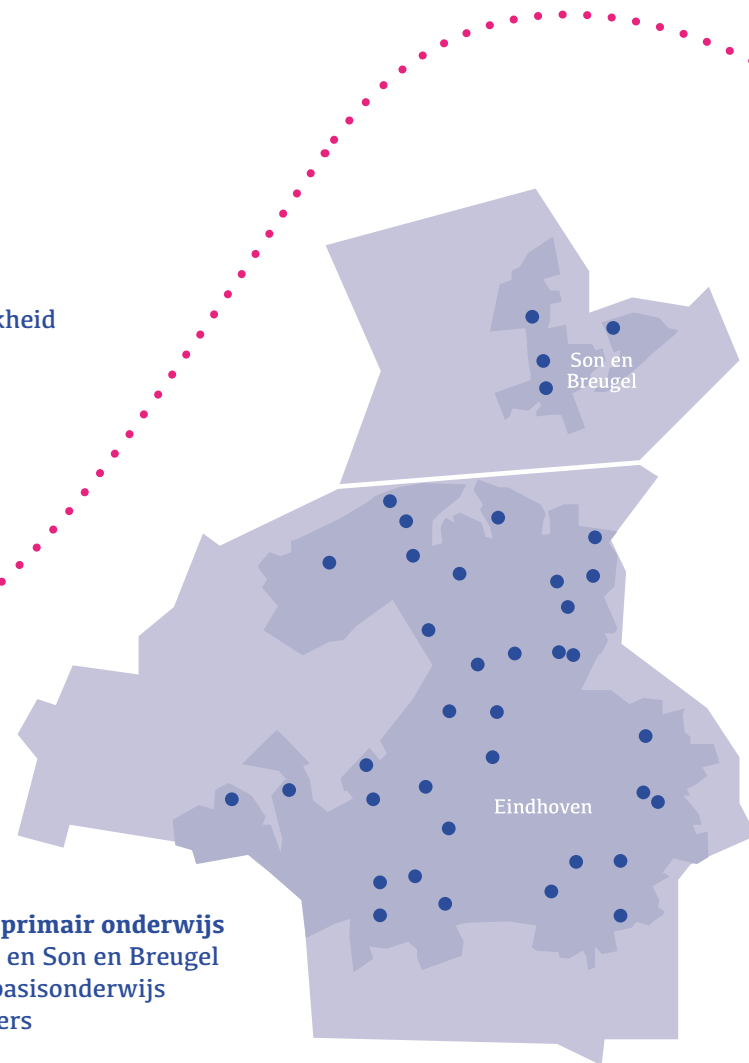 kheid
Son en
Breugel
Eindhoven
primair onderwijs
en Son en Breugel
basisonderwijs
ers